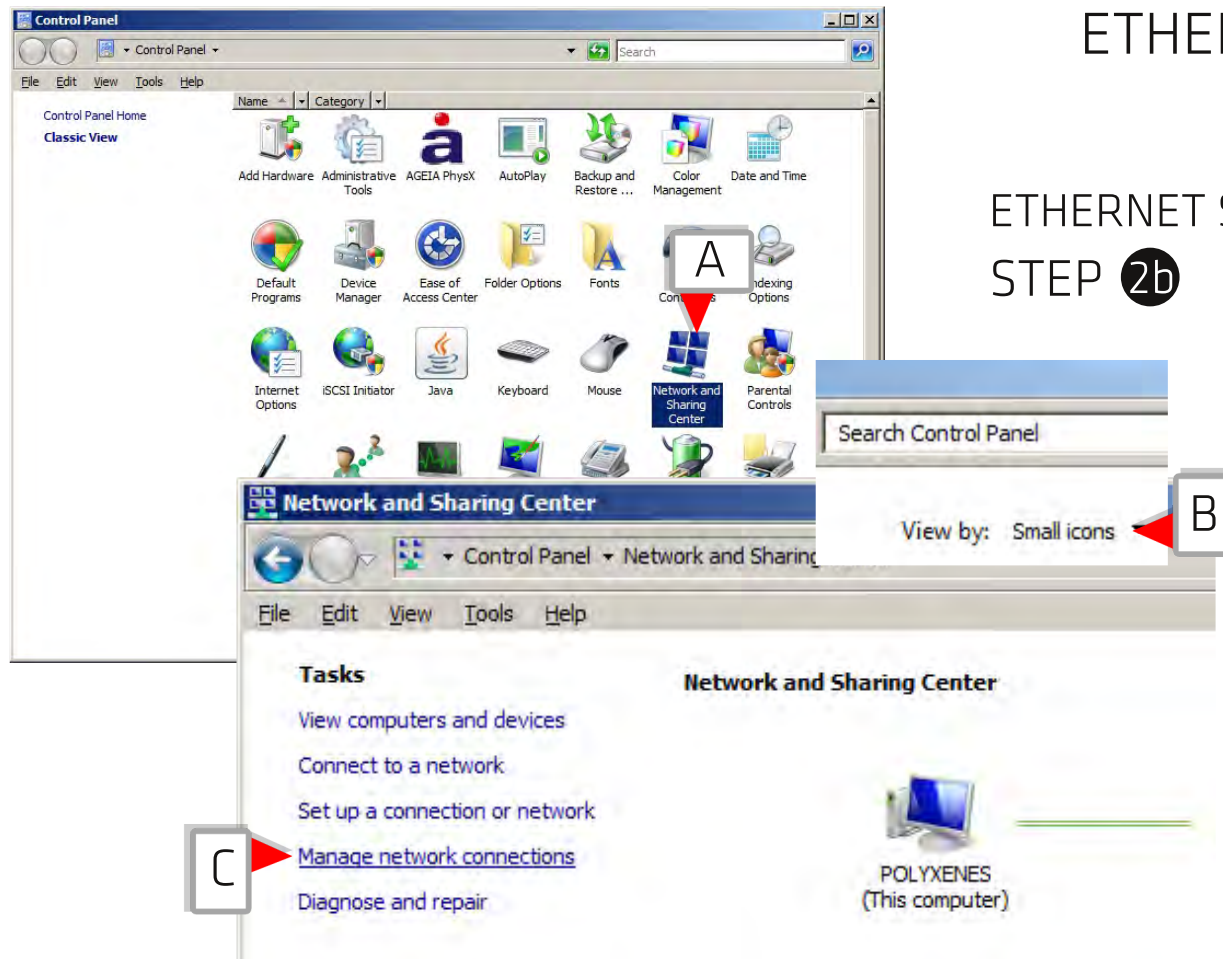 Control Panel
Control Panel
Search
File Edit View Tools Help
Control Panel Home
Classic View
Name Category
Add Hardware
Administrative
Tools
AGEIA PhysX
AutoPlay
Backup and
Restore ...
Color
Management
Date and Time
Default
Programs
Device
Manager
Ease of
Access Center
Folder Options
Fonts
Options
Internet
Options
iSCSI Initiator
Java
Keyboard
Mouse
Network and
Sharing
Center
Parental
Controls
A
ETHER
ETHERNET S
STEP 2b
Search Control Panel
View by: Small icons
B
Network and Sharing Center
Control Panel Network and Sharing
File Edit View Tools Help
Tasks
View computers and devices
Connect to a network
Set up a connection or network
Manage network connections
Diagnose and repair
C
Network and Sharing Center
POLYXENES
(This computer)